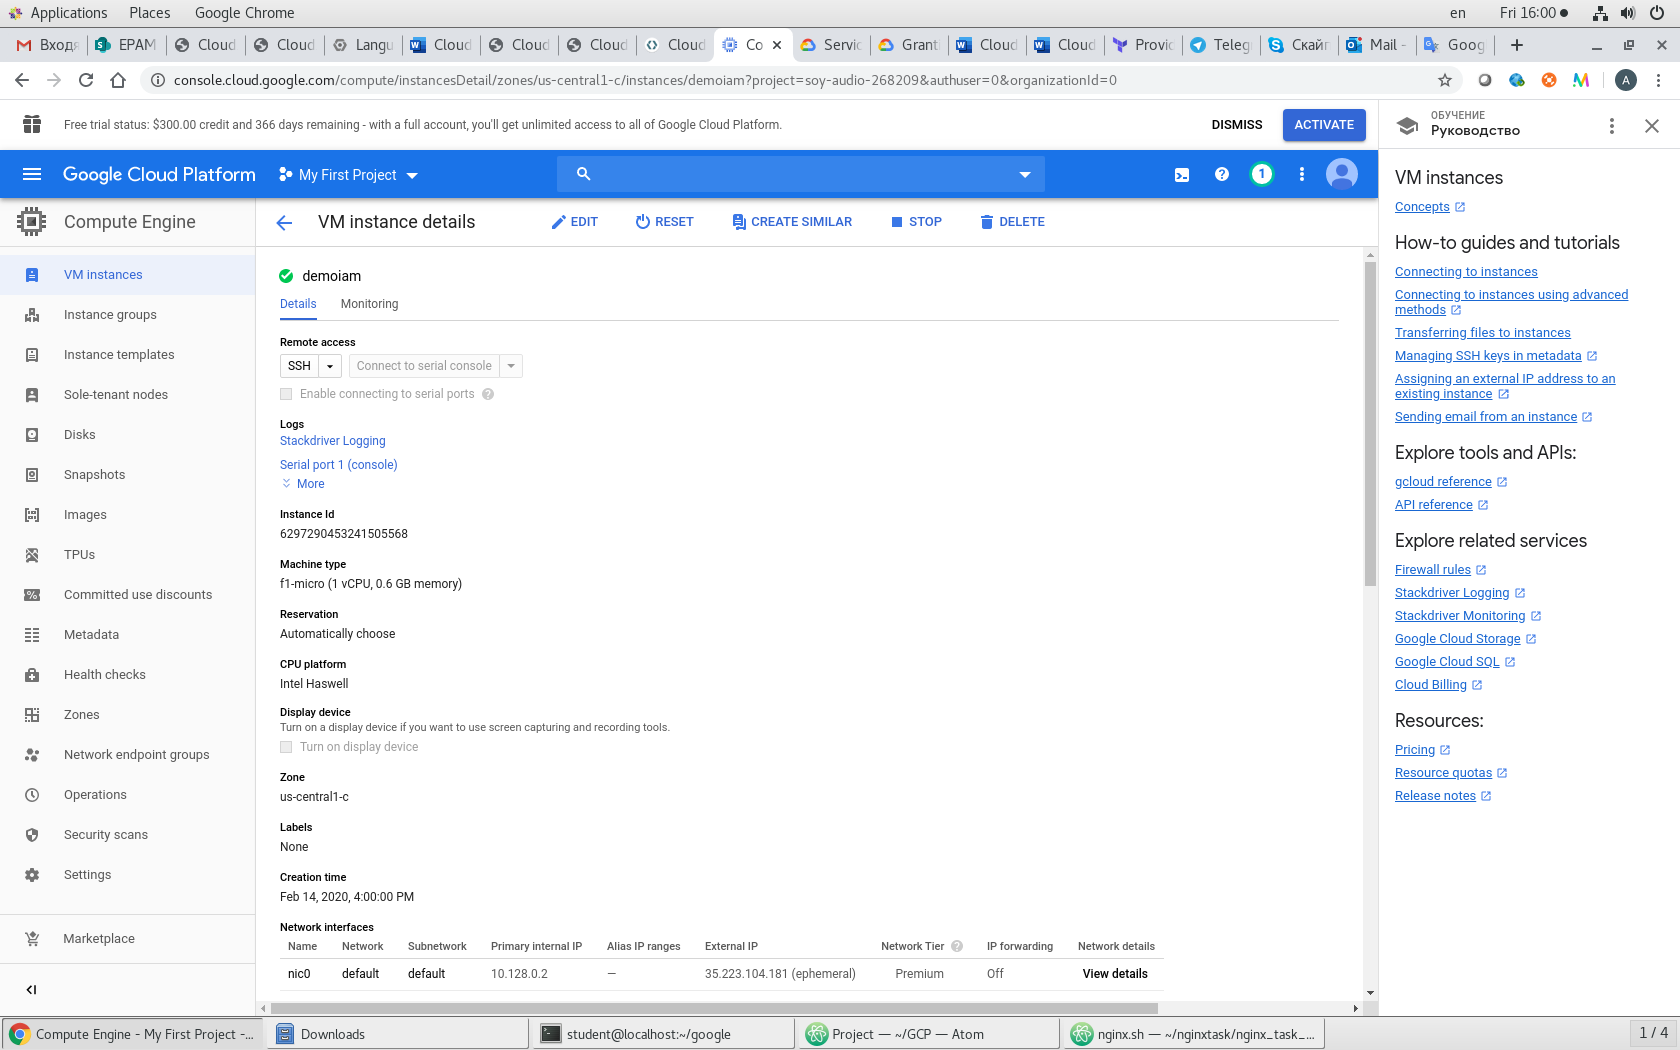 Applications Places Google Chrome en Fri 16:00
Входя EPAM Cloud Cloud Langu Cloud Cloud Cloud Cloud Co Servic Grant Cloud Cloud Provid Teleg Скайп Mail - Goog
console.cloud.google.com/compute/instancesDetail/zones/us-central1-c/instances/demoiam?project=soy-audio-268209&authuser=0&organizationId=0 A
Free trial status: $300.00 credit and 366 days remaining - with a full account, you'll get unlimited access to all of Google Cloud Platform. DISMISS ACTIVATE
Google Cloud Platform My First Project 1
Compute Engine
VM instances
Instance groups
Instance templates
Sole-tenant nodes
Disks
Snapshots
Images
TPUs
Committed use discounts
Metadata
Health checks
Zones
Network endpoint groups
Operations
Security scans
Settings
Marketplace
VM instance details EDIT RESET CREATE SIMILAR STOP DELETE
demoiam
Details Monitoring
Remote access
SSH Connect to serial console
Enable connecting to serial ports
Logs
Stackdriver Logging
Serial port 1 (console)
More
Instance Id
6297290453241505568
Machine type
f1-micro (1 vCPU, 0.6 GB memory)
Reservation
Automatically choose
CPU platform
Intel Haswell
Display device
Turn on a display device if you want to use screen capturing and recording tools.
Turn on display device
Zone
us-central1-c
Labels
None
Creation time
Feb 14, 2020, 4:00:00 PM
Network interfaces
Name Network Subnetwork Primary internal IP Alias IP ranges External IP Network Tier IP forwarding Network details
nic0 default default 10.128.0.2 — 35.223.104.181 (ephemeral) Premium Off View details
ОБУЧЕНИЕ
Руководство
VM instances
Concepts
How-to guides and tutorials
Connecting to instances
Connecting to instances using advanced
methods
Transferring files to instances
Managing SSH keys in metadata
Assigning an external IP address to an
existing instance
Sending email from an instance
Explore tools and APIs:
gcloud reference
API reference
Explore related services
Firewall rules
Stackdriver Logging
Stackdriver Monitoring
Google Cloud Storage
Google Cloud SQL
Cloud Billing
Resources:
Pricing
Resource quotas
Release notes
Compute Engine - My First Project -... Downloads student@localhost:~/google Project — ~/GCP — Atom nginx.sh — ~/nginxtask/nginx_task_... 1 / 4